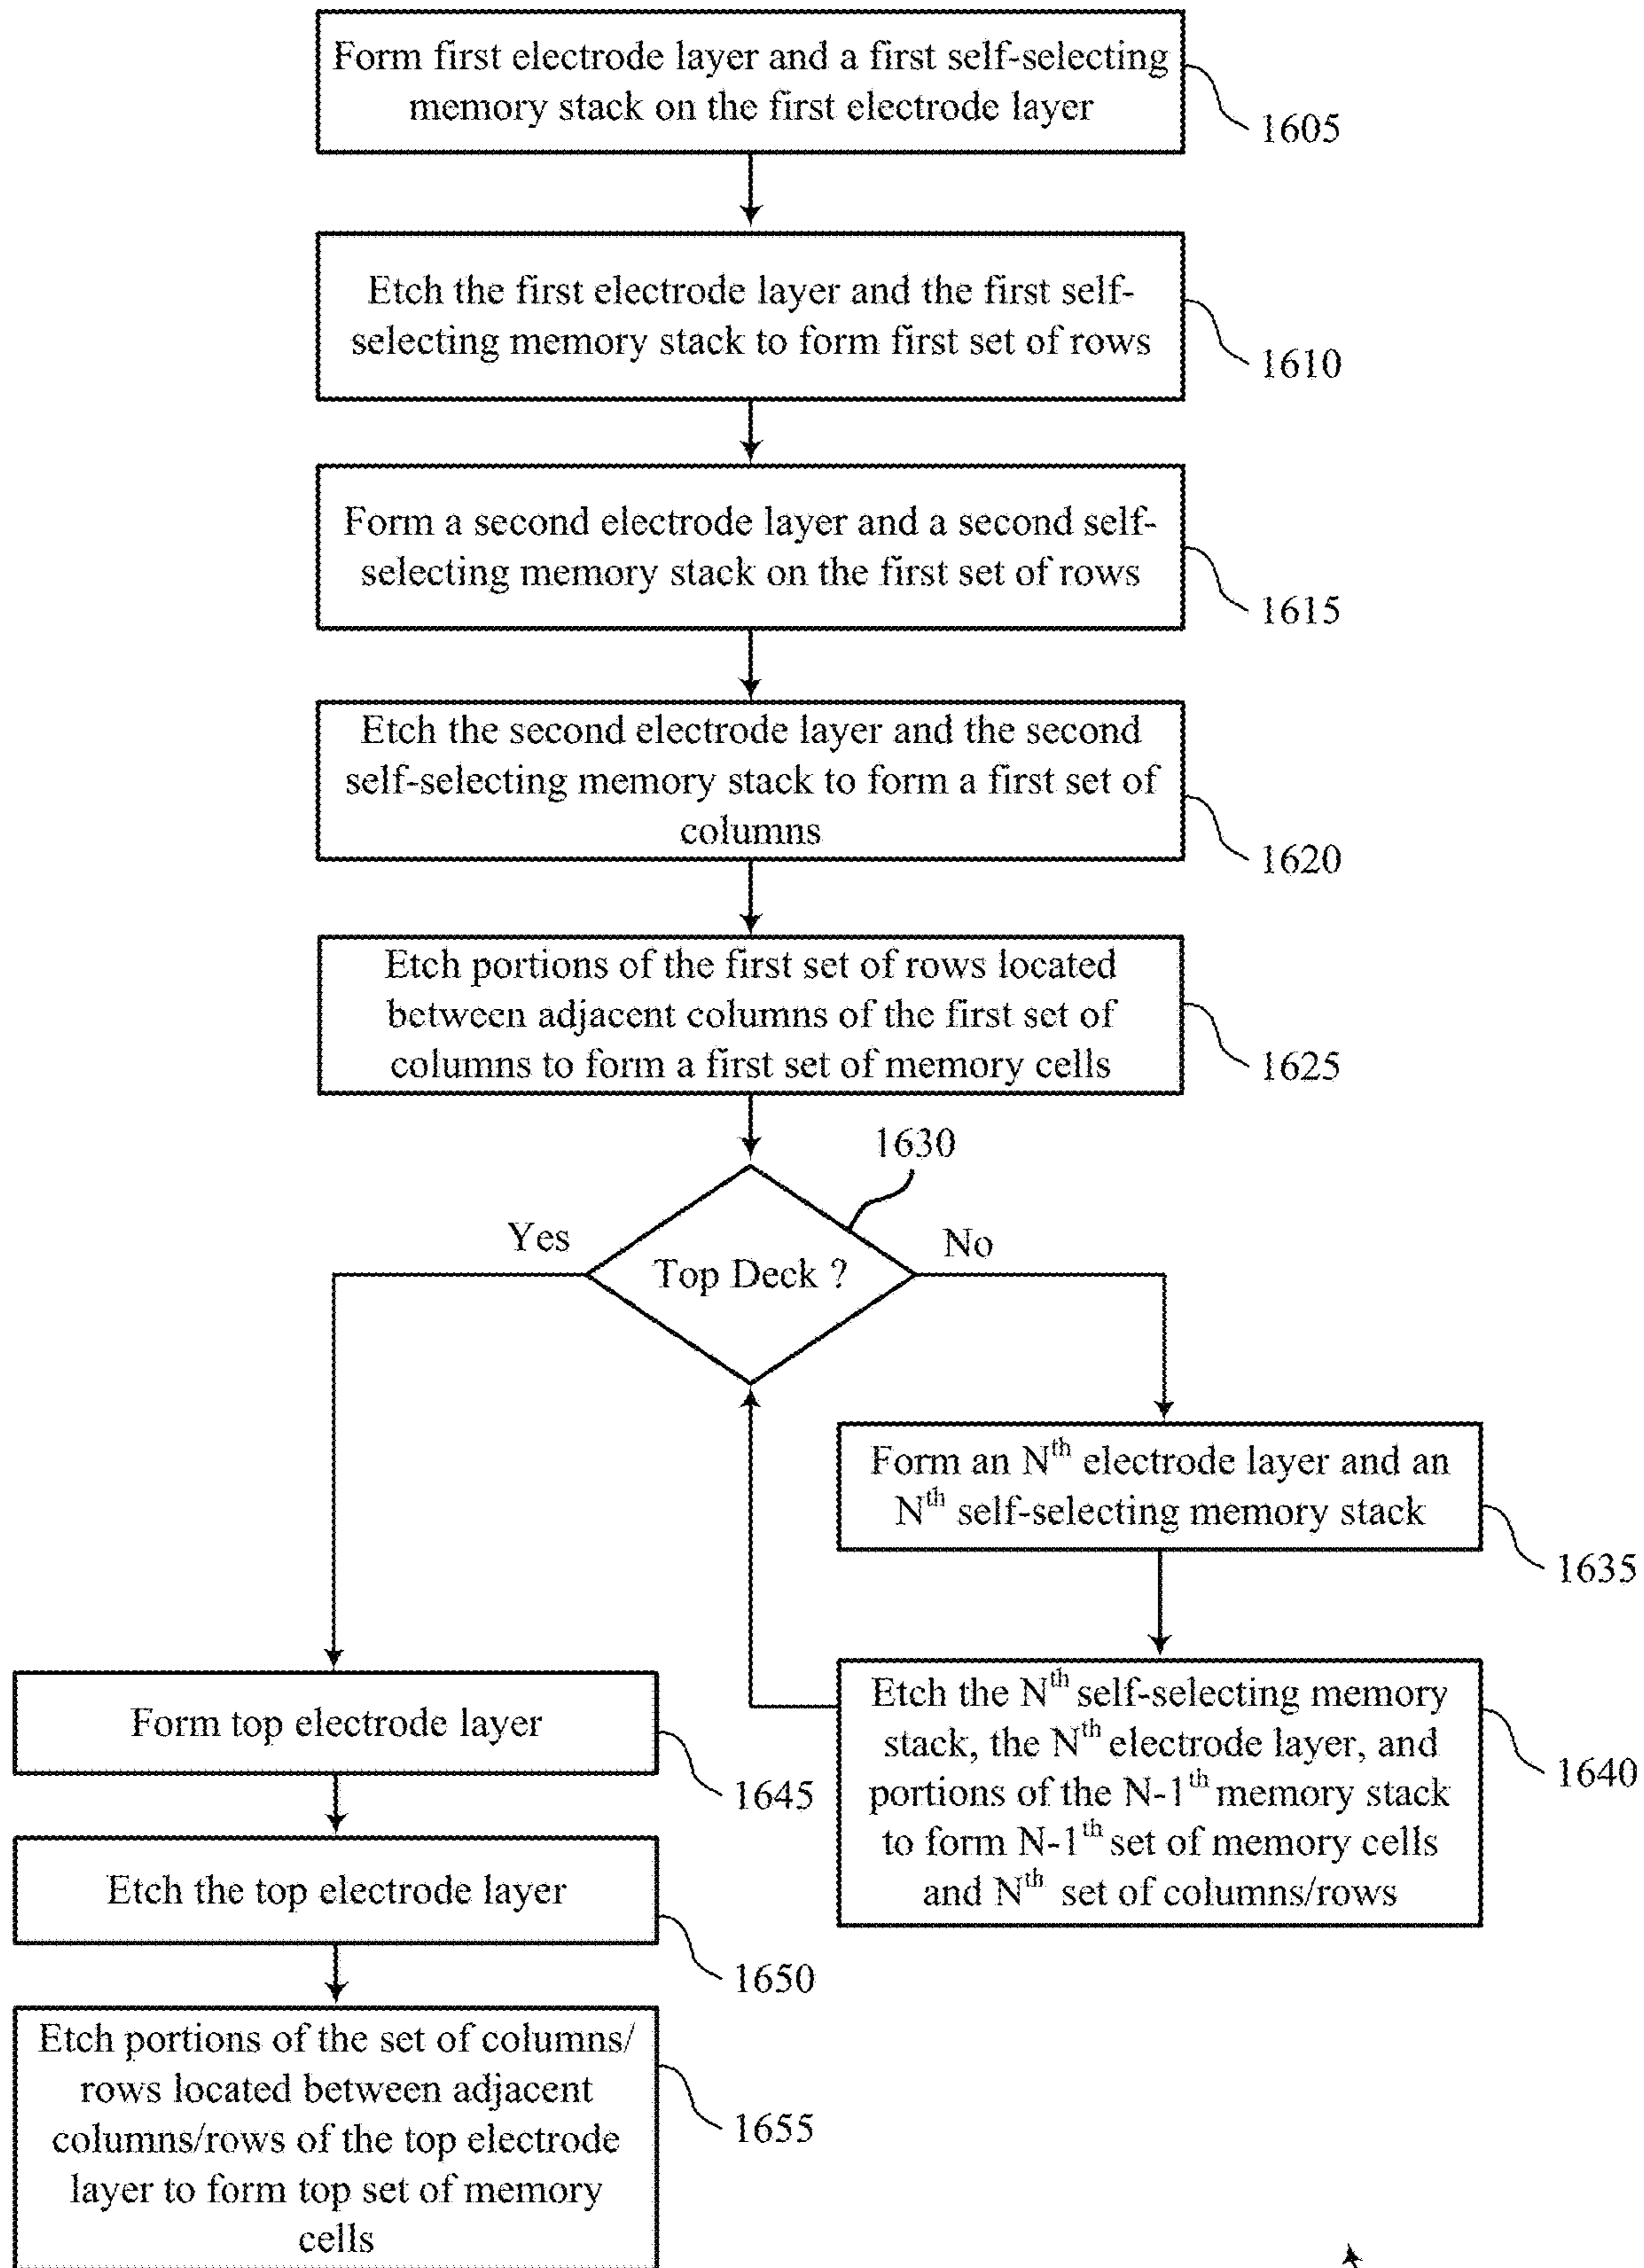 Form first electrode layer and a first self-selecting
memory stack on the first electrode layer
1605
Etch the first electrode layer and the first self-
selecting memory stack to form first set of rows
1610
Form a second electrode layer and a second self-
selecting memory stack on the first set of rows
1615
Etch the second electrode layer and the second
self-selecting memory stack to form a first set of
columns
1620
Etch portions of the first set of rows located
between adjacent columns of the first set of
columns to form a first set of memory cells
1625
1630
Yes
Top Deck ?
No
Form an Nth electrode layer and an
Nth self-selecting memory stack
1635
Etch the Nth self-selecting memory
stack, the Nth electrode layer, and
portions of the N-1th memory stack
to form N-1th set of memory cells
and Nth set of columns/rows
1640
Form top electrode layer
1645
Etch the top electrode layer
1650
Etch portions of the set of columns/
rows located between adjacent
columns/rows of the top electrode
layer to form top set of memory
cells
1655